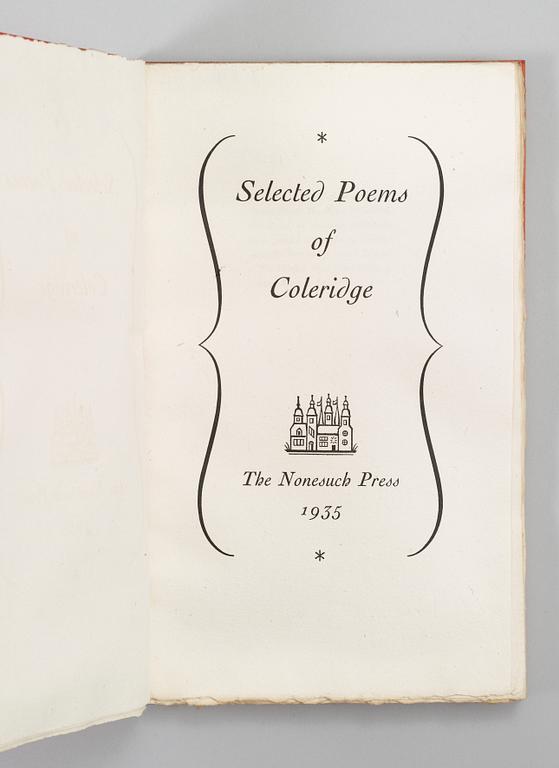 *
Selected Poems
of
Coleridge
The Nonesuch Press
1935
*